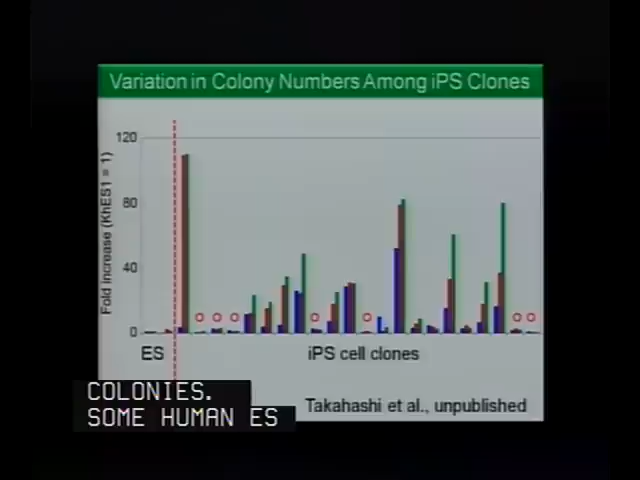 Variation in Colony Numbers Among iPS Clones
Fold increase (KhES1 = 1)
120
80
40
0
ES
iPS cell clones
COLONIES.
SOME HUMAN ES
Takahashi et al., unpublished